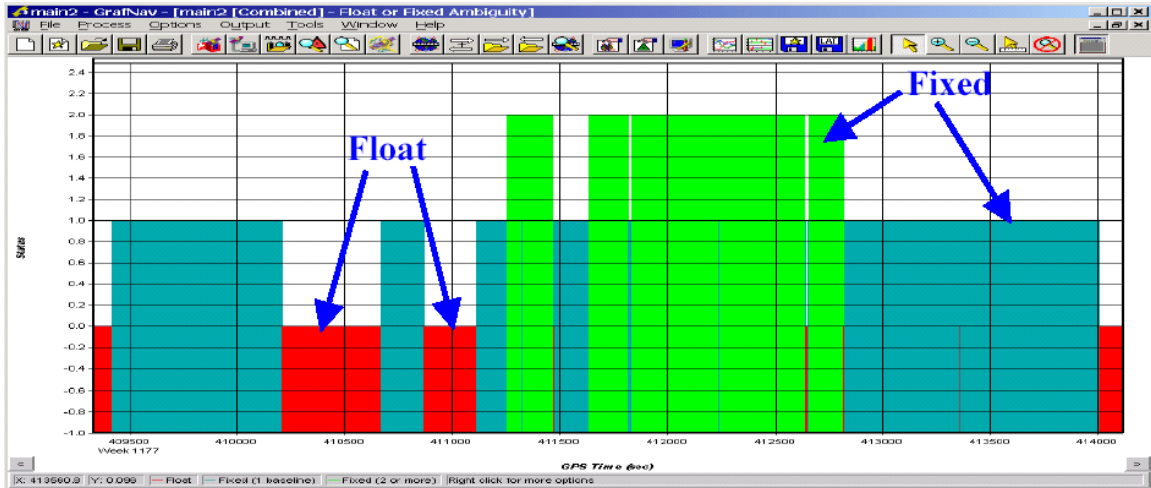 main2 - GrafNav - [main2 [Combined] - Float or Fixed Ambiguity]
File Process Options Output Tools Window Help
2.4
2.2
2.0
1.8
1.6
1.4
1.2
1.0
0.8
0.6
0.4
0.2
0.0
-0.2
-0.4
-0.6
-0.8
-1.0
Status
Float
Fixed
409500 410000 410500 411000 411500 412000 412500 413000 413500 414000
Week 1177
GPS Time (sec)
Y: 0.096 Float Fixed (1 baseline) Fixed (2 or more) Right click for more options